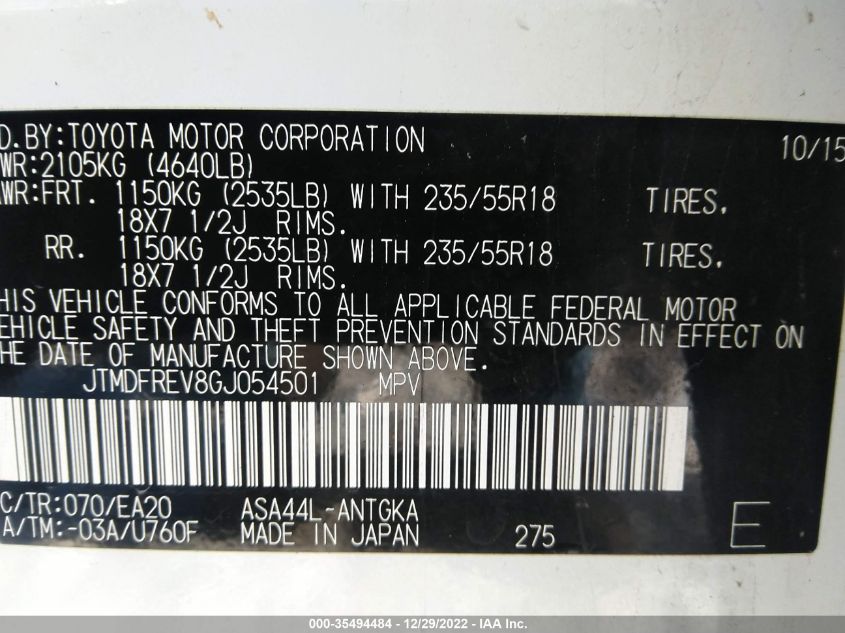 D. BY:TOYOTA MOTOR CORPORATION 10/15
WR:2105KG (4640LB)
WR:FRT. 1150KG (2535LB) WITH 235/55R18 TIRES,
18X7 1/2J RIMS.
RR. 1150KG (2535LB) WITH 235/55R18 TIRES,
18X7 1/2J RIMS.
HIS VEHICLE CONFORMS TO ALL APPLICABLE FEDERAL MOTOR
EHICLE SAFETY AND THEFT PREVENTION STANDARDS IN EFFECT ON
HE DATE OF MANUFACTURE SHOWN ABOVE.
JTMDFREV8GJ054501 MPV
C/TR:070/EA20 ASA44L-ANTGKA
A/TM:-03A/U760F MADE IN JAPAN 275 E
000-35494484 - 12/29/2022 - IAA Inc.